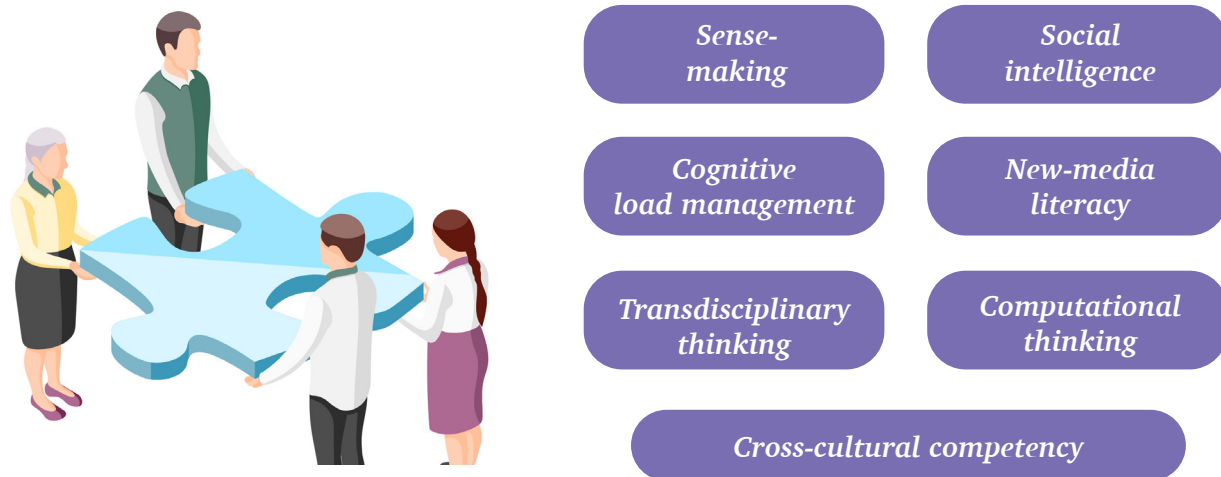 Sense-
making
Social
intelligence
Cognitive
load management
New-media
literacy
Transdisciplinary
thinking
Computational
thinking
Cross-cultural competency